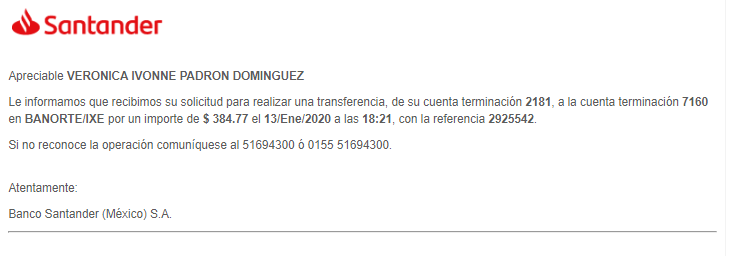 Santander
Apreciable VERONICA IVONNE PADRON DOMINGUEZ
Le informamos que recibimos su solicitud para realizar una transferencia, de su cuenta terminación 2181, a la cuenta terminación 7160
en BANORTE/IXE por un importe de $ 384.77 el 13/Ene/2020 a las 18:21, con la referencia 2925542.
Si no reconoce la operación comuníquese al 51694300 ó 0155 51694300.
Atentamente:
Banco Santander (México) S.A.